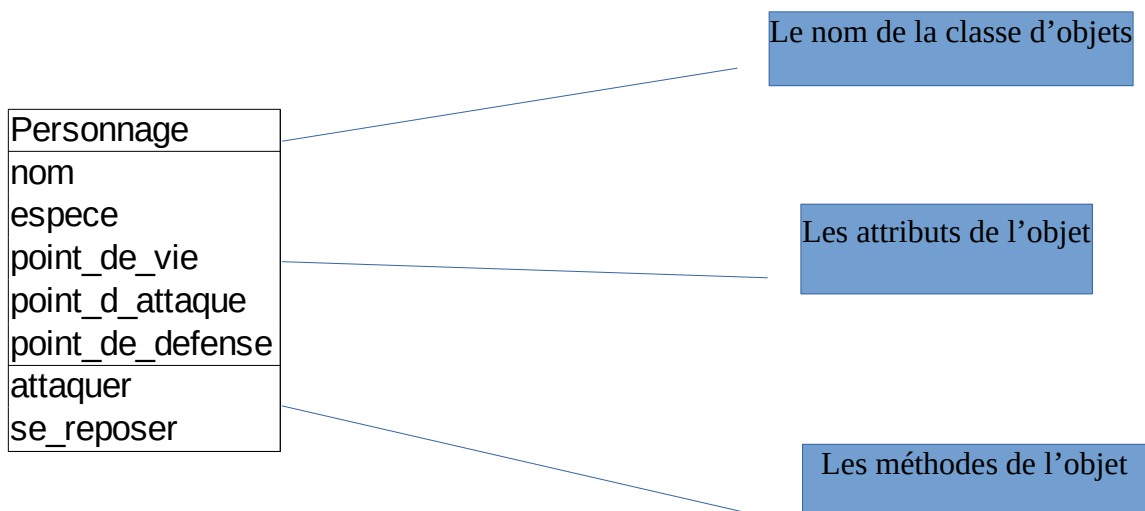 Le nom de la classe d’objets
Personnage
nom
espece
point_de_vie
point_d_attaque
point_de_defense
attaquer
se_reposer
Les attributs de l’objet
Les méthodes de l’objet